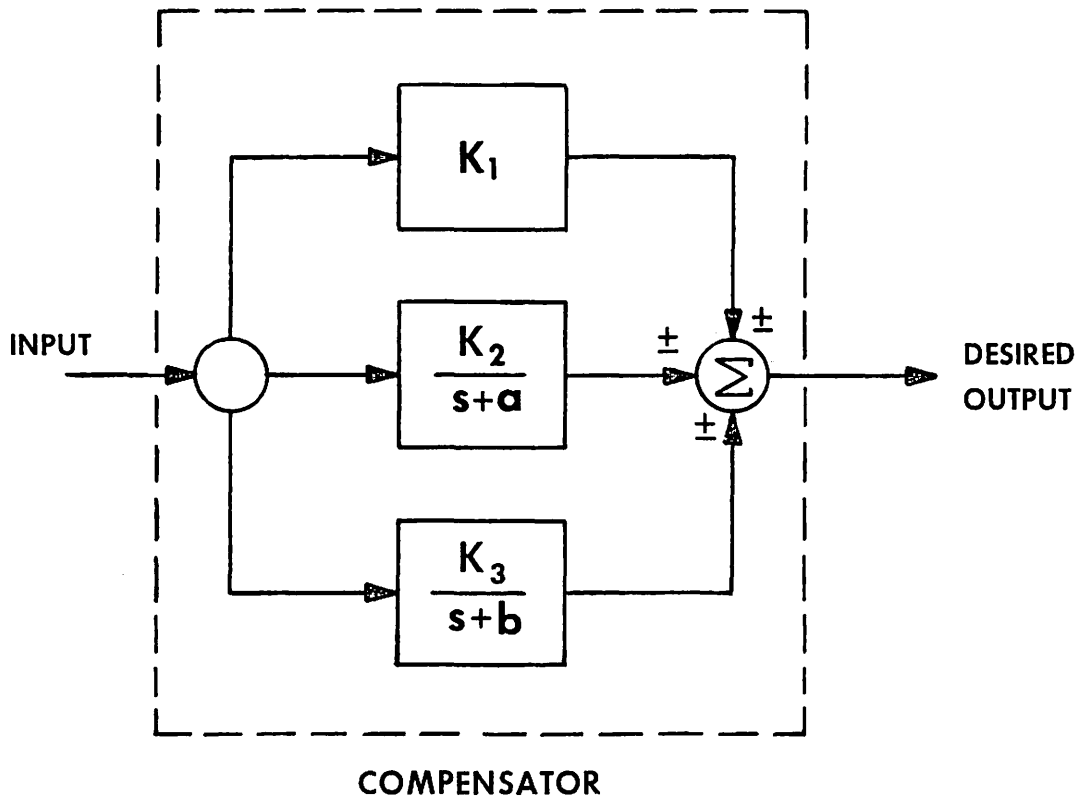 K1
±
INPUT
K2
s+a
±
Σ
DESIRED
OUTPUT
±
K3
s+b
COMPENSATOR